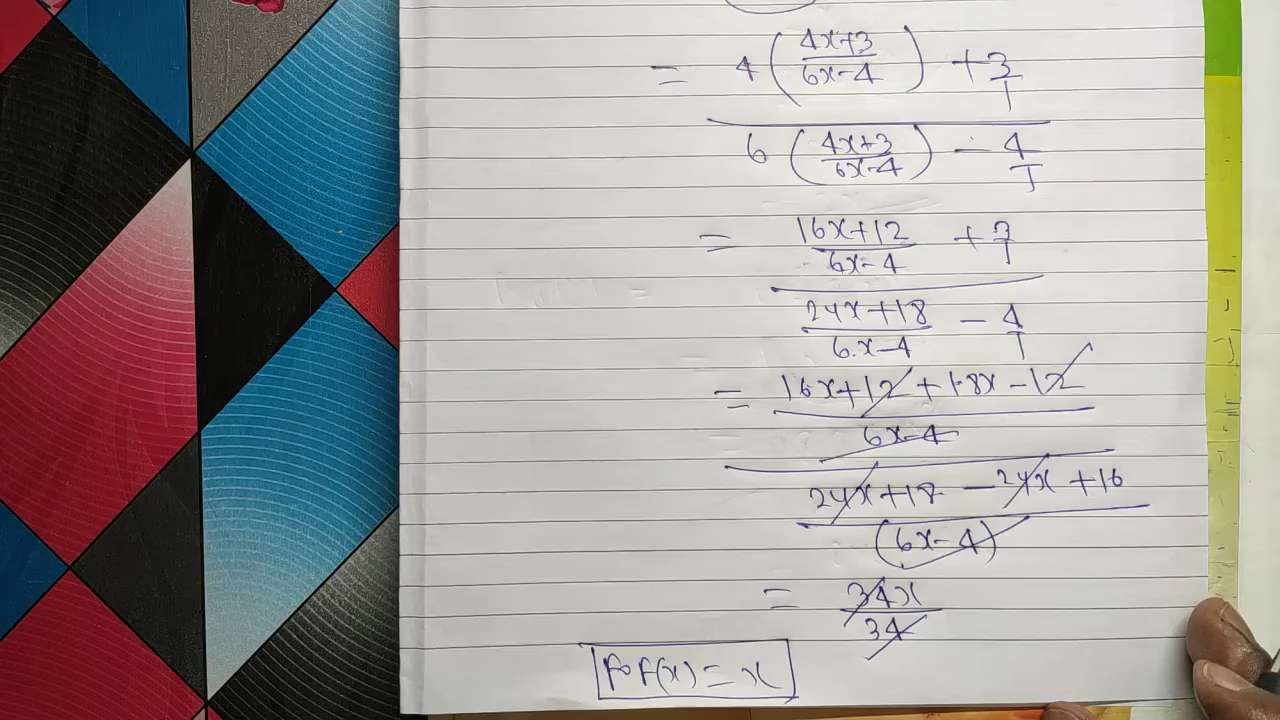 = 4 ( 4x+3 / 6x-4 ) + 3/1
6 ( 4x+3 / 6x-4 ) - 4/1
= 16x+12 / 6x-4 + 3/1
24x+18 / 6x-4 - 4/1
= 16x+12+18x-12
6x-4
24x+18-24x+16
(6x-4)
= 34x
34
fof(x)=x